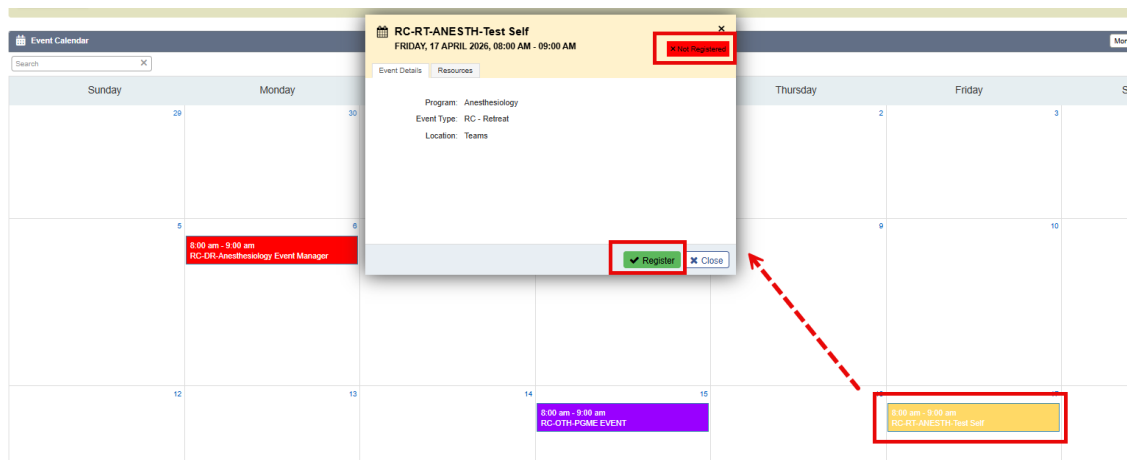 Event Calendar
Mon
Search
Sunday
Monday
Thursday
Friday
S
RC-RT-ANESTH-Test Self
FRIDAY, 17 APRIL 2026, 08:00 AM - 09:00 AM
Not Registered
Event Details
Resources
Program: Anesthesiology
Event Type: RC - Retreat
Location: Teams
Register
Close
29
30
2
3
5
6
9
10
8:00 am - 9:00 am
RC-DR-Anesthesiology Event Manager
12
13
14
15
16
17
8:00 am - 9:00 am
RC-OTH-PGME EVENT
8:00 am - 9:00 am
RC-RT-ANESTH-Test Self